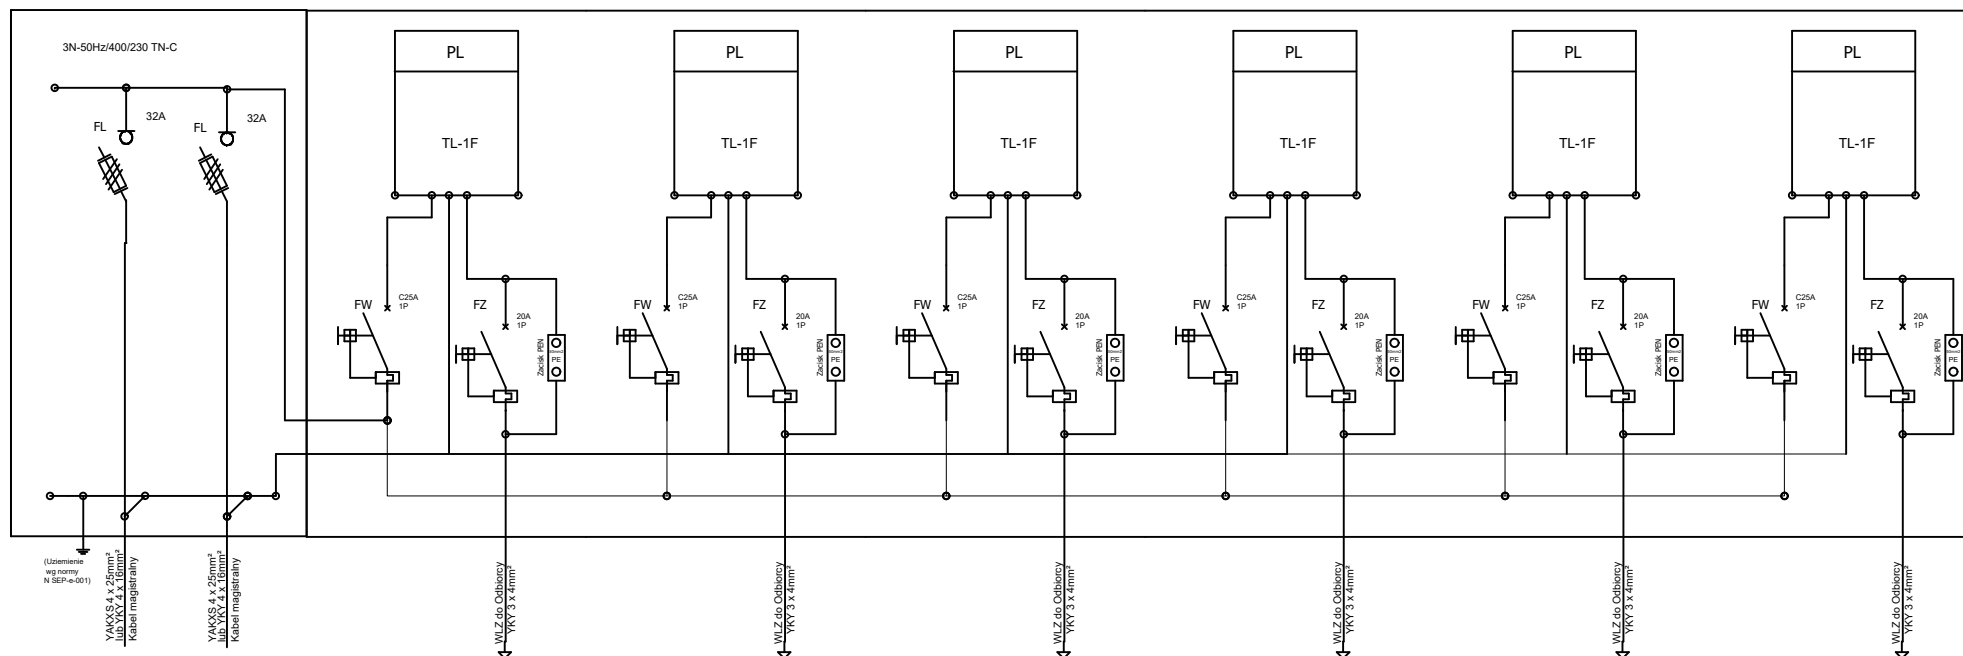 3N-50Hz/400/230 TN-C
FL
32A
FL
32A
(Uziemienie
wg normy
N SEP-e-001)
YAKXS 4 x 25mm²
lub YKY 4 x 16mm²
Kabel magistralny
YAKXS 4 x 25mm²
lub YKY 4 x 16mm²
Kabel magistralny
PL
TL-1F
FW
C25A
1P
FZ
20A
1P
Zacisk PEN
PE
WLZ do Odbiorcy
YKY 3 x 4mm²
PL
TL-1F
FW
C25A
1P
FZ
20A
1P
Zacisk PEN
PE
WLZ do Odbiorcy
YKY 3 x 4mm²
PL
TL-1F
FW
C25A
1P
FZ
20A
1P
Zacisk PEN
PE
WLZ do Odbiorcy
YKY 3 x 4mm²
PL
TL-1F
FW
C25A
1P
FZ
20A
1P
Zacisk PEN
PE
WLZ do Odbiorcy
YKY 3 x 4mm²
PL
TL-1F
FW
C25A
1P
FZ
20A
1P
Zacisk PEN
PE
WLZ do Odbiorcy
YKY 3 x 4mm²
PL
TL-1F
FW
C25A
1P
FZ
20A
1P
Zacisk PEN
PE
WLZ do Odbiorcy
YKY 3 x 4mm²